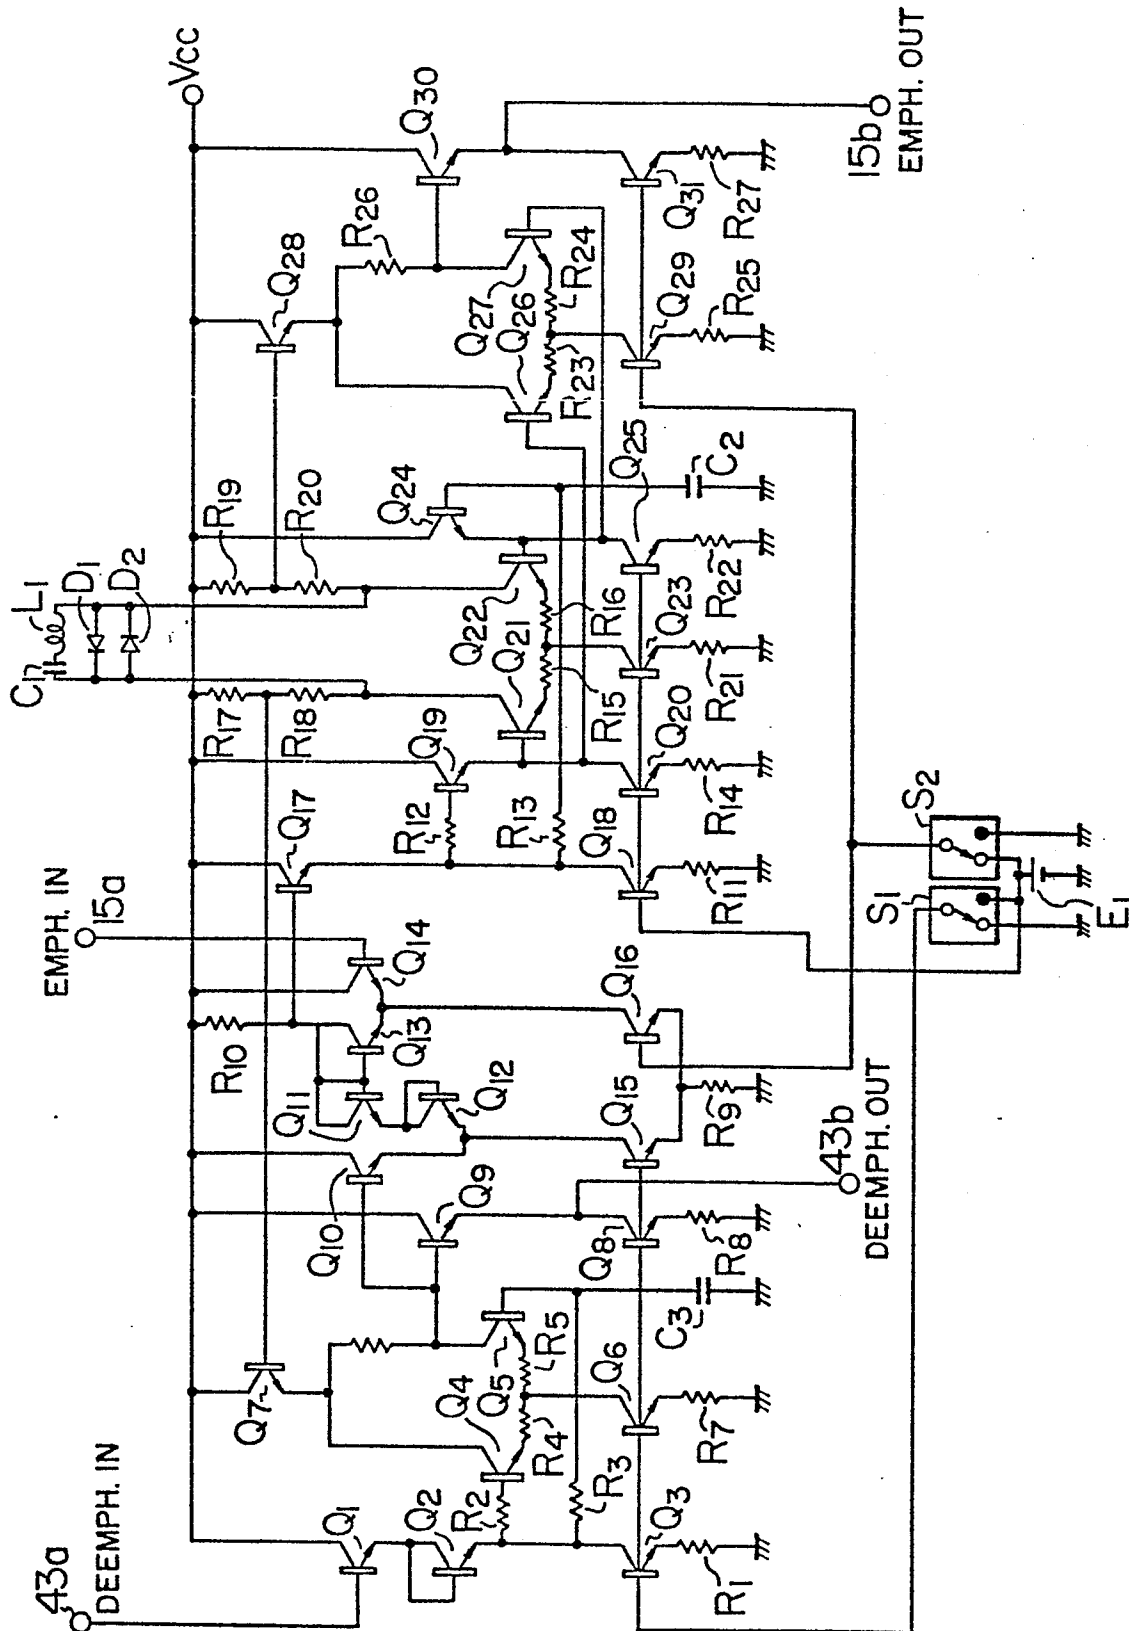 43a
DEEMPH. IN
EMPH. IN
15a
C17
L1
D1
D2
VCC
Q7
R10
R17
R18
R19
R20
Q28
R26
Q30
Q1
Q2
R2
Q4
Q5
R4
R5
Q10
Q9
Q11
Q12
Q13
Q14
Q17
R12
Q19
R13
Q21
Q22
R15
R16
Q24
Q26
Q27
R23
R24
R3
Q3
Q6
Q8
Q15
Q16
Q18
Q20
Q23
Q25
Q29
Q31
R1
R7
C3
R8
R9
R11
R14
R21
R22
C2
R25
R27
43b
DEEMPH. OUT
15b
EMPH. OUT
S1
S2
E1